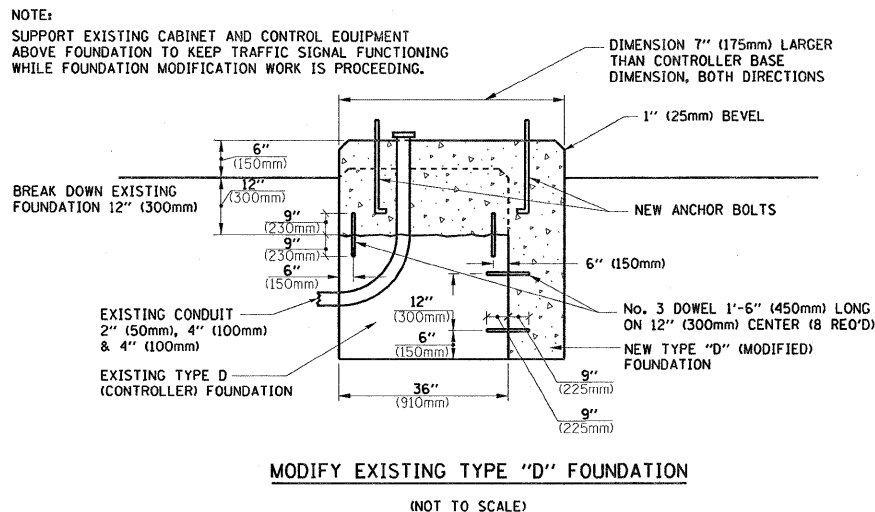 NOTE:
SUPPORT EXISTING CABINET AND CONTROL EQUIPMENT
ABOVE FOUNDATION TO KEEP TRAFFIC SIGNAL FUNCTIONING
WHILE FOUNDATION MODIFICATION WORK IS PROCEEDING.
DIMENSION 7" (175mm) LARGER
THAN CONTROLLER BASE
DIMENSION, BOTH DIRECTIONS
1" (25mm) BEVEL
6"
(150mm)
12"
(300mm)
BREAK DOWN EXISTING
FOUNDATION 12" (300mm)
NEW ANCHOR BOLTS
9"
(230mm)
9"
(230mm)
6"
(150mm)
6" (150mm)
EXISTING CONDUIT
2" (50mm), 4" (100mm)
& 4" (100mm)
12"
(300mm)
No. 3 DOWEL 1'-6" (450mm) LONG
ON 12" (300mm) CENTER (8 REQ'D)
6"
(150mm)
NEW TYPE "D" (MODIFIED)
FOUNDATION
EXISTING TYPE D
(CONTROLLER) FOUNDATION
36"
(910mm)
9"
(225mm)
9"
(225mm)
MODIFY EXISTING TYPE "D" FOUNDATION
(NOT TO SCALE)